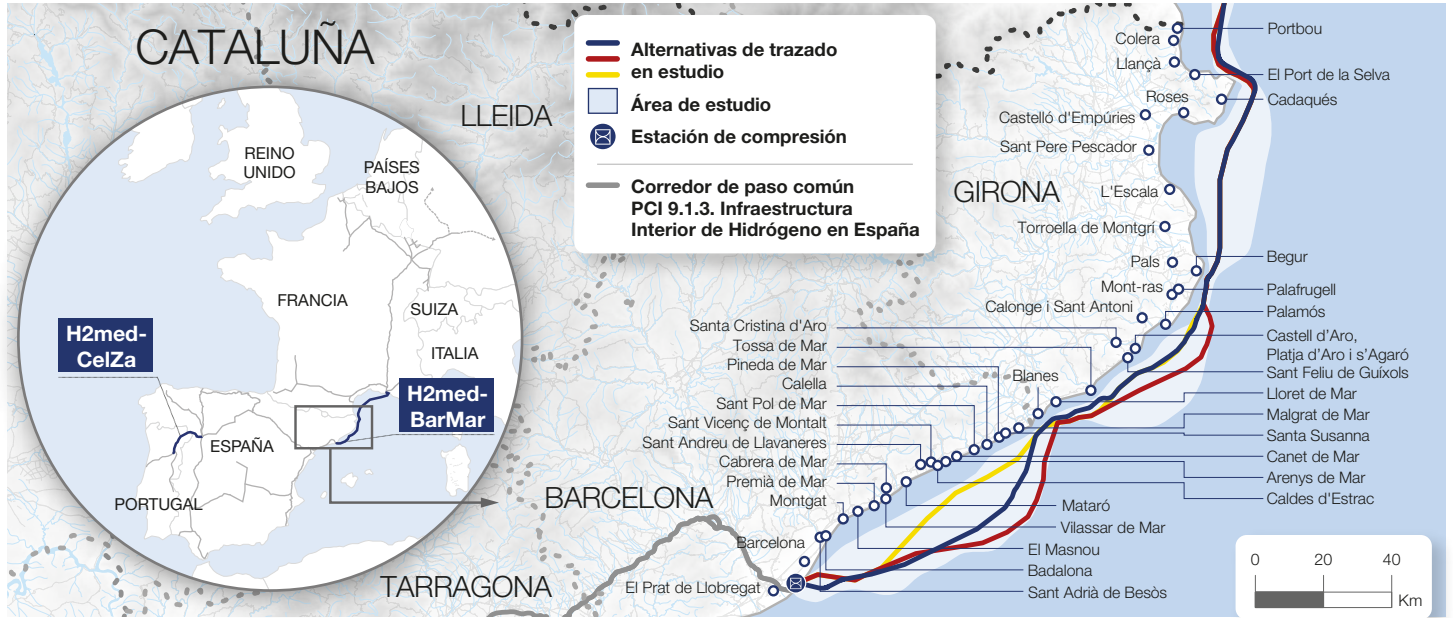 CATALUÑA
LLEIDA
GIRONA
BARCELONA
TARRAGONA
REINO
UNIDO
PAÍSES
BAJOS
FRANCIA
SUIZA
ITALIA
ESPAÑA
PORTUGAL
H2med-
CelZa
H2med-
BarMar
Alternativas de trazado
en estudio
Área de estudio
Estación de compresión
Corredor de paso común
PCI 9.1.3. Infraestructura
Interior de Hidrógeno en España
Colera
Llançà
Roses
Castelló d'Empúries
Sant Pere Pescador
L'Escala
Torroella de Montgrí
Pals
Mont-ras
Calonge i Sant Antoni
Santa Cristina d'Aro
Tossa de Mar
Pineda de Mar
Calella
Blanes
Sant Pol de Mar
Sant Vicenç de Montalt
Sant Andreu de Llavaneres
Cabrera de Mar
Premià de Mar
Montgat
Barcelona
El Prat de Llobregat
Portbou
El Port de la Selva
Cadaqués
Begur
Palafrugell
Palamós
Castell d’Aro,
Platja d’Aro i s’Agaró
Sant Feliu de Guíxols
Lloret de Mar
Malgrat de Mar
Santa Susanna
Canet de Mar
Arenys de Mar
Caldes d'Estrac
Mataró
Vilassar de Mar
El Masnou
Badalona
Sant Adrià de Besòs
0 20 40
Km